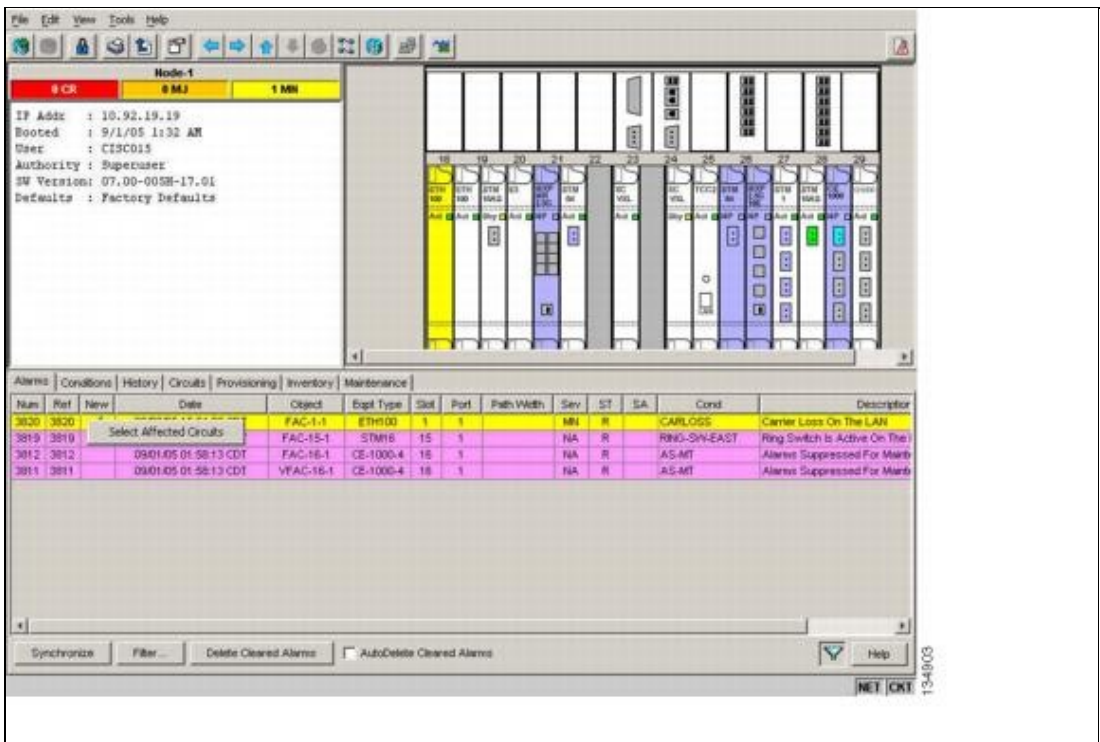 File Edit View Tools Help
Node-1
0 CR 0 MJ 1 MN
IP Addr : 10.92.19.19
Booted : 9/1/05 1:32 AM
User : CISCO15
Authority : Superuser
SW Version: 07.00-005H-17.01
Defaults : Factory Defaults
18 19 20 21 22 23 24 25 26 27 28 29
Alarms Conditions History Circuits Provisioning Inventory Maintenance
Num Ref New Date Object Eqpt Type Slot Port Path Width Sev ST SA Cond Description
3820 3820 FAC-1-1 ETH100 1 1 MN R CARLOSS Carrier Loss On The LAN
Select Affected Circuits
3819 3819 FAC-15-1 STM16 15 1 NA R RING-SW-EAST Ring Switch Is Active On The
3812 3812 09/01/05 01:58:13 CDT FAC-16-1 CE-1000-4 16 1 NA R AS-MT Alarms Suppressed For Maint
3811 3811 09/01/05 01:58:13 CDT VFAC-16-1 CE-1000-4 16 1 NA R AS-MT Alarms Suppressed For Maint
Synchronize Filter... Delete Cleared Alarms AutoDelete Cleared Alarms Help
NET CKT
134903